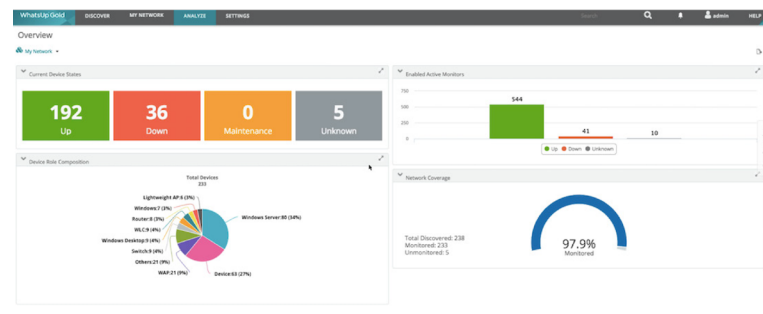 WhatsUp Gold DISCOVER MY NETWORK ANALYZE SETTINGS Search admin HELP
Overview
My Network
Current Device States
192
Up
36
Down
0
Maintenance
5
Unknown
Device Role Composition
Total Devices
233
Lightweight AP:6 (3%)
Windows:7 (3%)
Router:8 (3%)
WLC:9 (4%)
Windows Desktop:9 (4%)
Switch:9 (4%)
Others:21 (9%)
WAP:21 (9%)
Device:63 (27%)
Windows Server:80 (34%)
Enabled Active Monitors
750
500
250
0
544
41
10
Up Down Unknown
Network Coverage
Total Discovered: 238
Monitored: 233
Unmonitored: 5
97.9%
Monitored